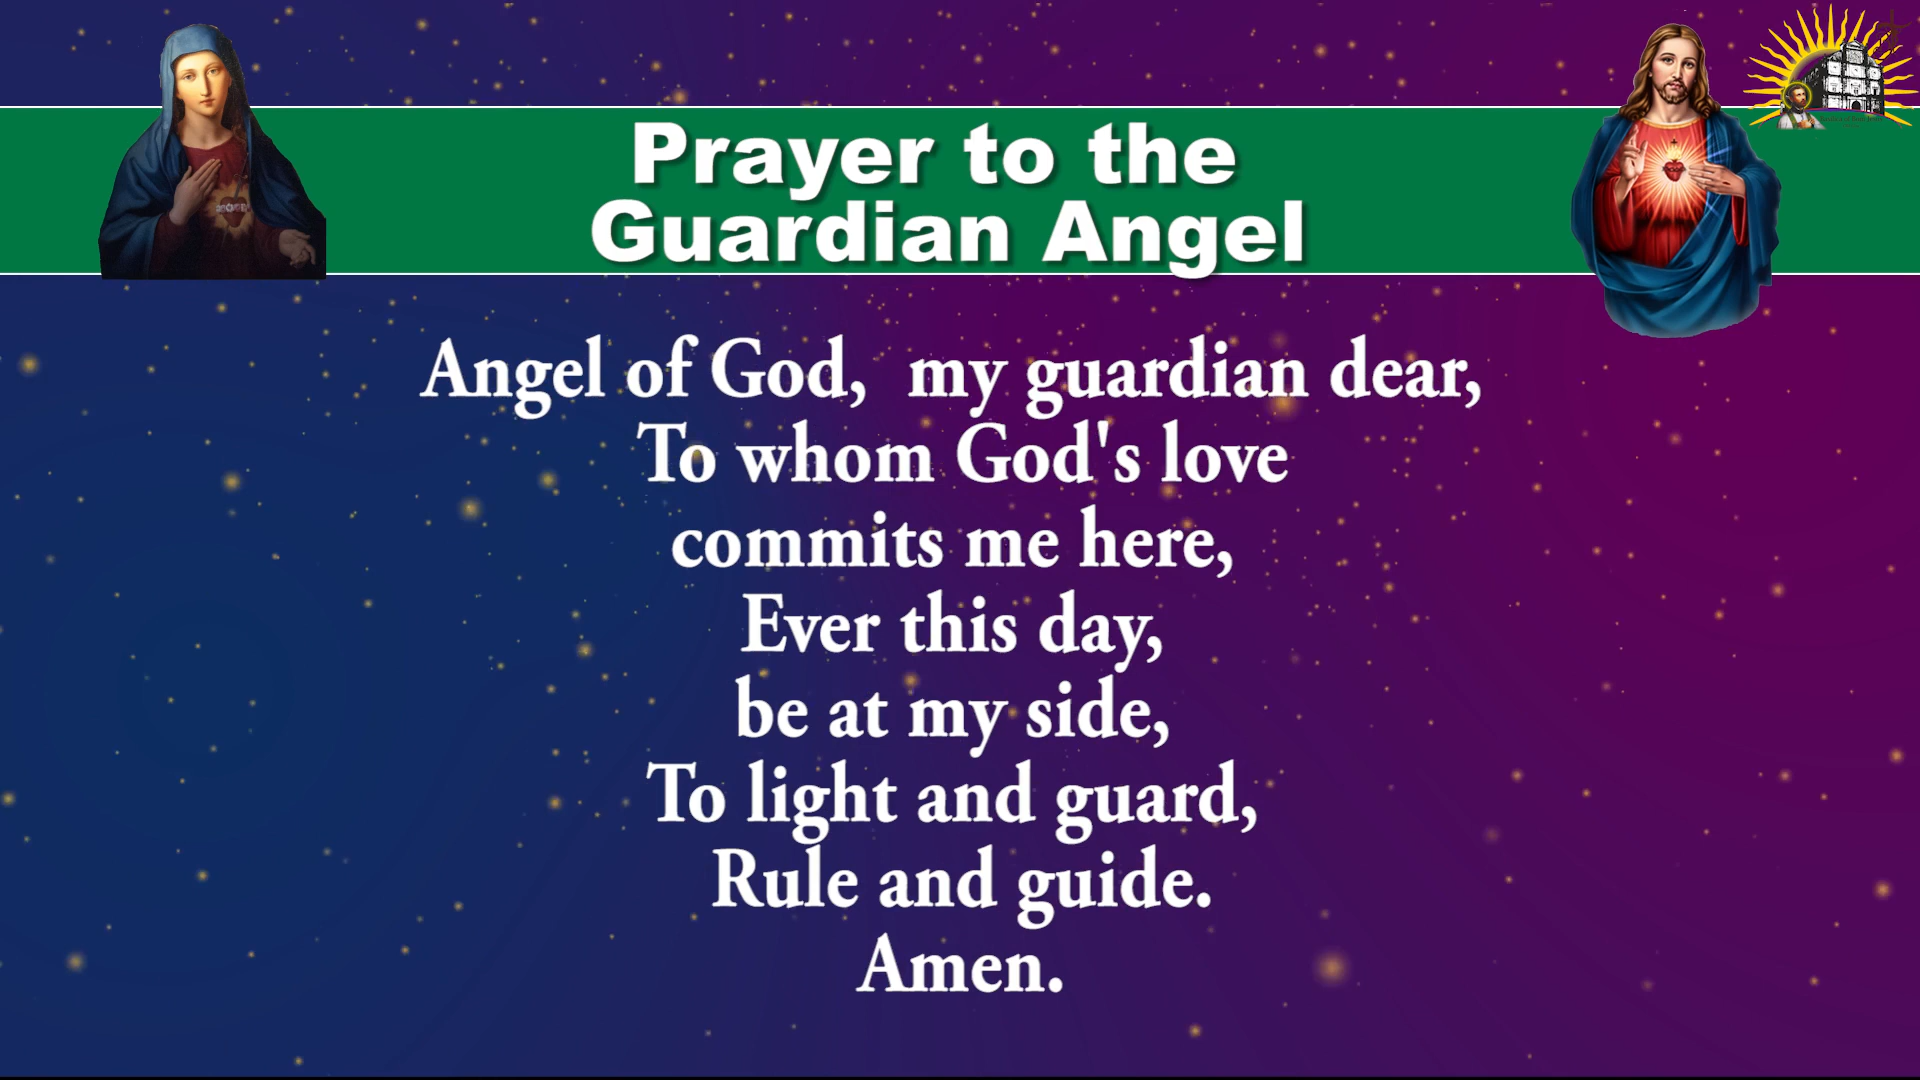 Prayer to the
Guardian Angel
Angel of God,  my guardian dear,
To whom God's love
commits me here,
Ever this day,
be at my side,
To light and guard,
Rule and guide.
Amen.